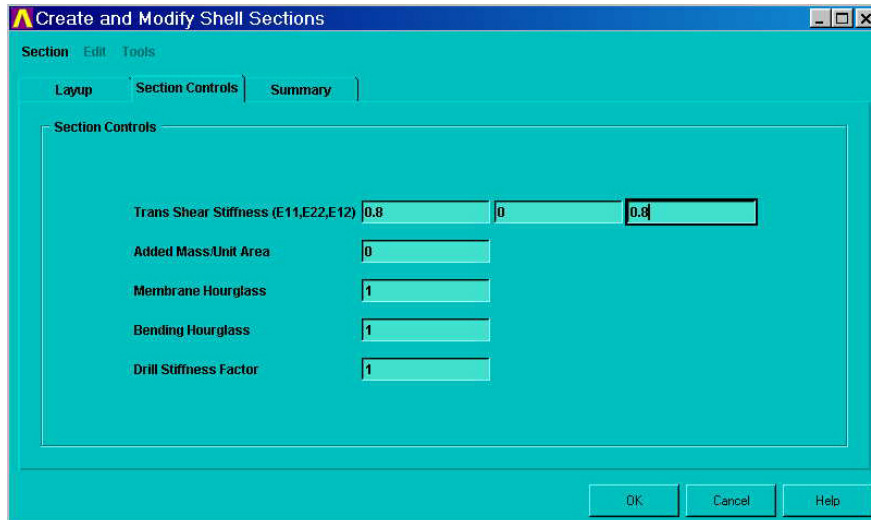 Create and Modify Shell Sections
Section Edit Tools
Layup Section Controls Summary
Section Controls
Trans Shear Stiffness (E11,E22,E12) 0.8 0 0.8
Added Mass/Unit Area 0
Membrane Hourglass 1
Bending Hourglass 1
Drill Stiffness Factor 1
OK Cancel Help